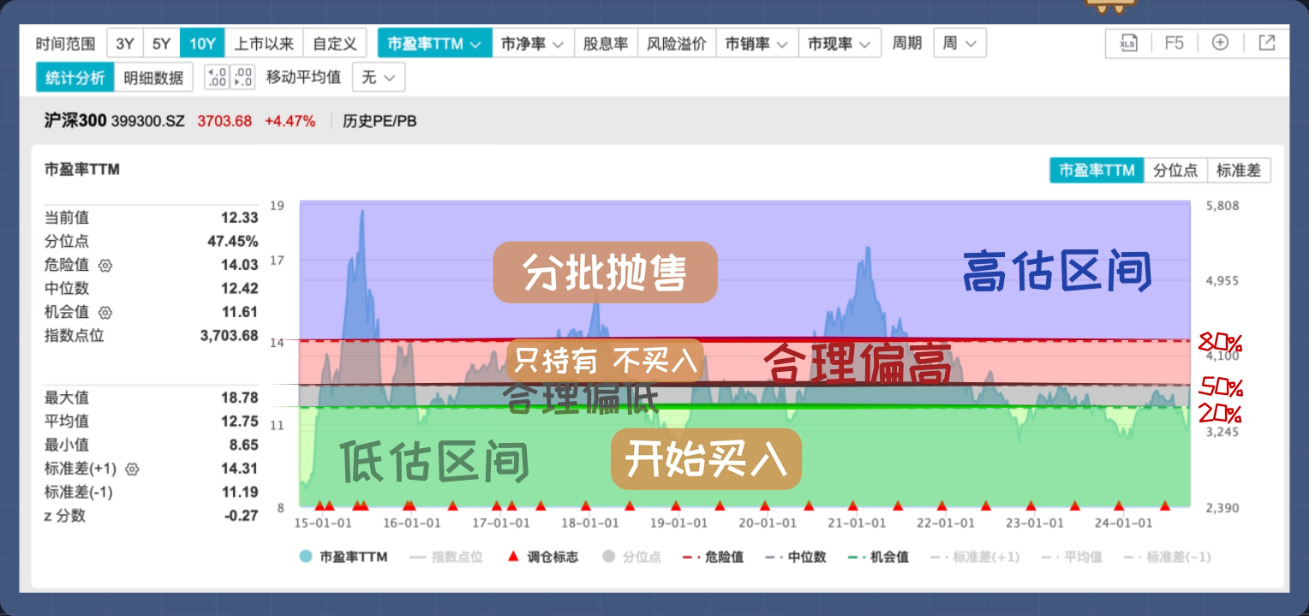 时间范围 3Y 5Y 10Y 上市以来 自定义 市盈率TTM 市净率 股息率 风险溢价 市销率 市现率 周期 周 XLS F5
统计分析 明细数据 .0 .00 .00 .0 移动平均值 无
沪深300 399300.SZ 3703.68 +4.47% 历史PE/PB
市盈率TTM
市盈率TTM 分位点 标准差
当前值 12.33
分位点 47.45%
危险值 14.03
中位数 12.42
机会值 11.61
指数点位 3,703.68
最大值 18.78
平均值 12.75
最小值 8.65
标准差(+1) 14.31
标准差(-1) 11.19
z 分数 -0.27
19
17
14
11
8
分批抛售
高估区间
只持有 不买入
合理偏高
合理偏低
低估区间
开始买入
5,808
4,955
80%
4,100
50%
20%
3,245
2,390
15-01-01 16-01-01 17-01-01 18-01-01 19-01-01 20-01-01 21-01-01 22-01-01 23-01-01 24-01-01
市盈率TTM 指数点位 调仓标志 分位点 危险值 中位数 机会值 标准差(+1) 平均值 标准差(-1)